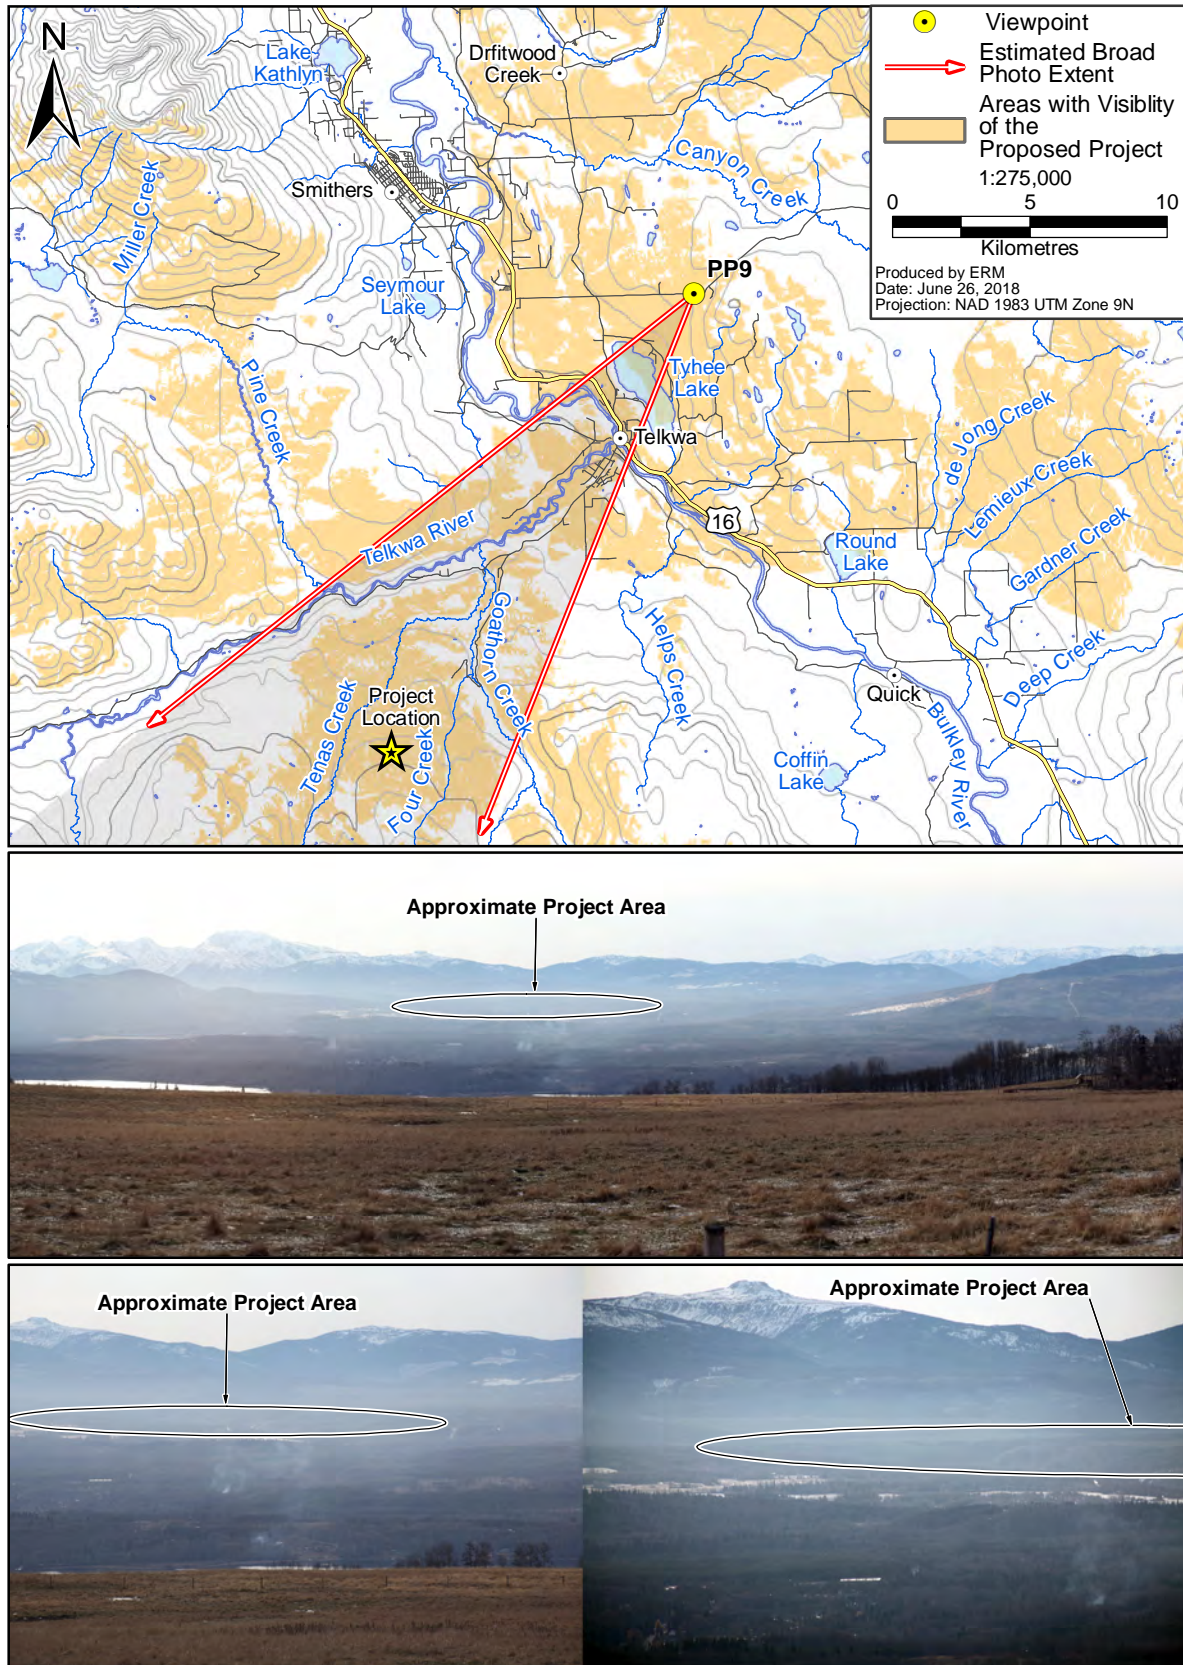 N
Lake
Kathlyn
Drfitwood
Creek
Canyon Creek
Smithers
Miller Creek
Seymour
Lake
PP9
Tyhee
Lake
Pine Creek
Telkwa
de Jong Creek
Lemieux Creek
16
Telkwa River
Round
Lake
Gardner Creek
Goathorn Creek
Helps Creek
Deep Creek
Quick
Project
Location
Tenas Creek
Four Creek
Coffin
Lake
Bulkley River
Viewpoint
Estimated Broad
Photo Extent
Areas with Visiblity
of the
Proposed Project
1:275,000
0 5 10
Kilometres
Produced by ERM
Date: June 26, 2018
Projection: NAD 1983 UTM Zone 9N
Approximate Project Area
Approximate Project Area
Approximate Project Area